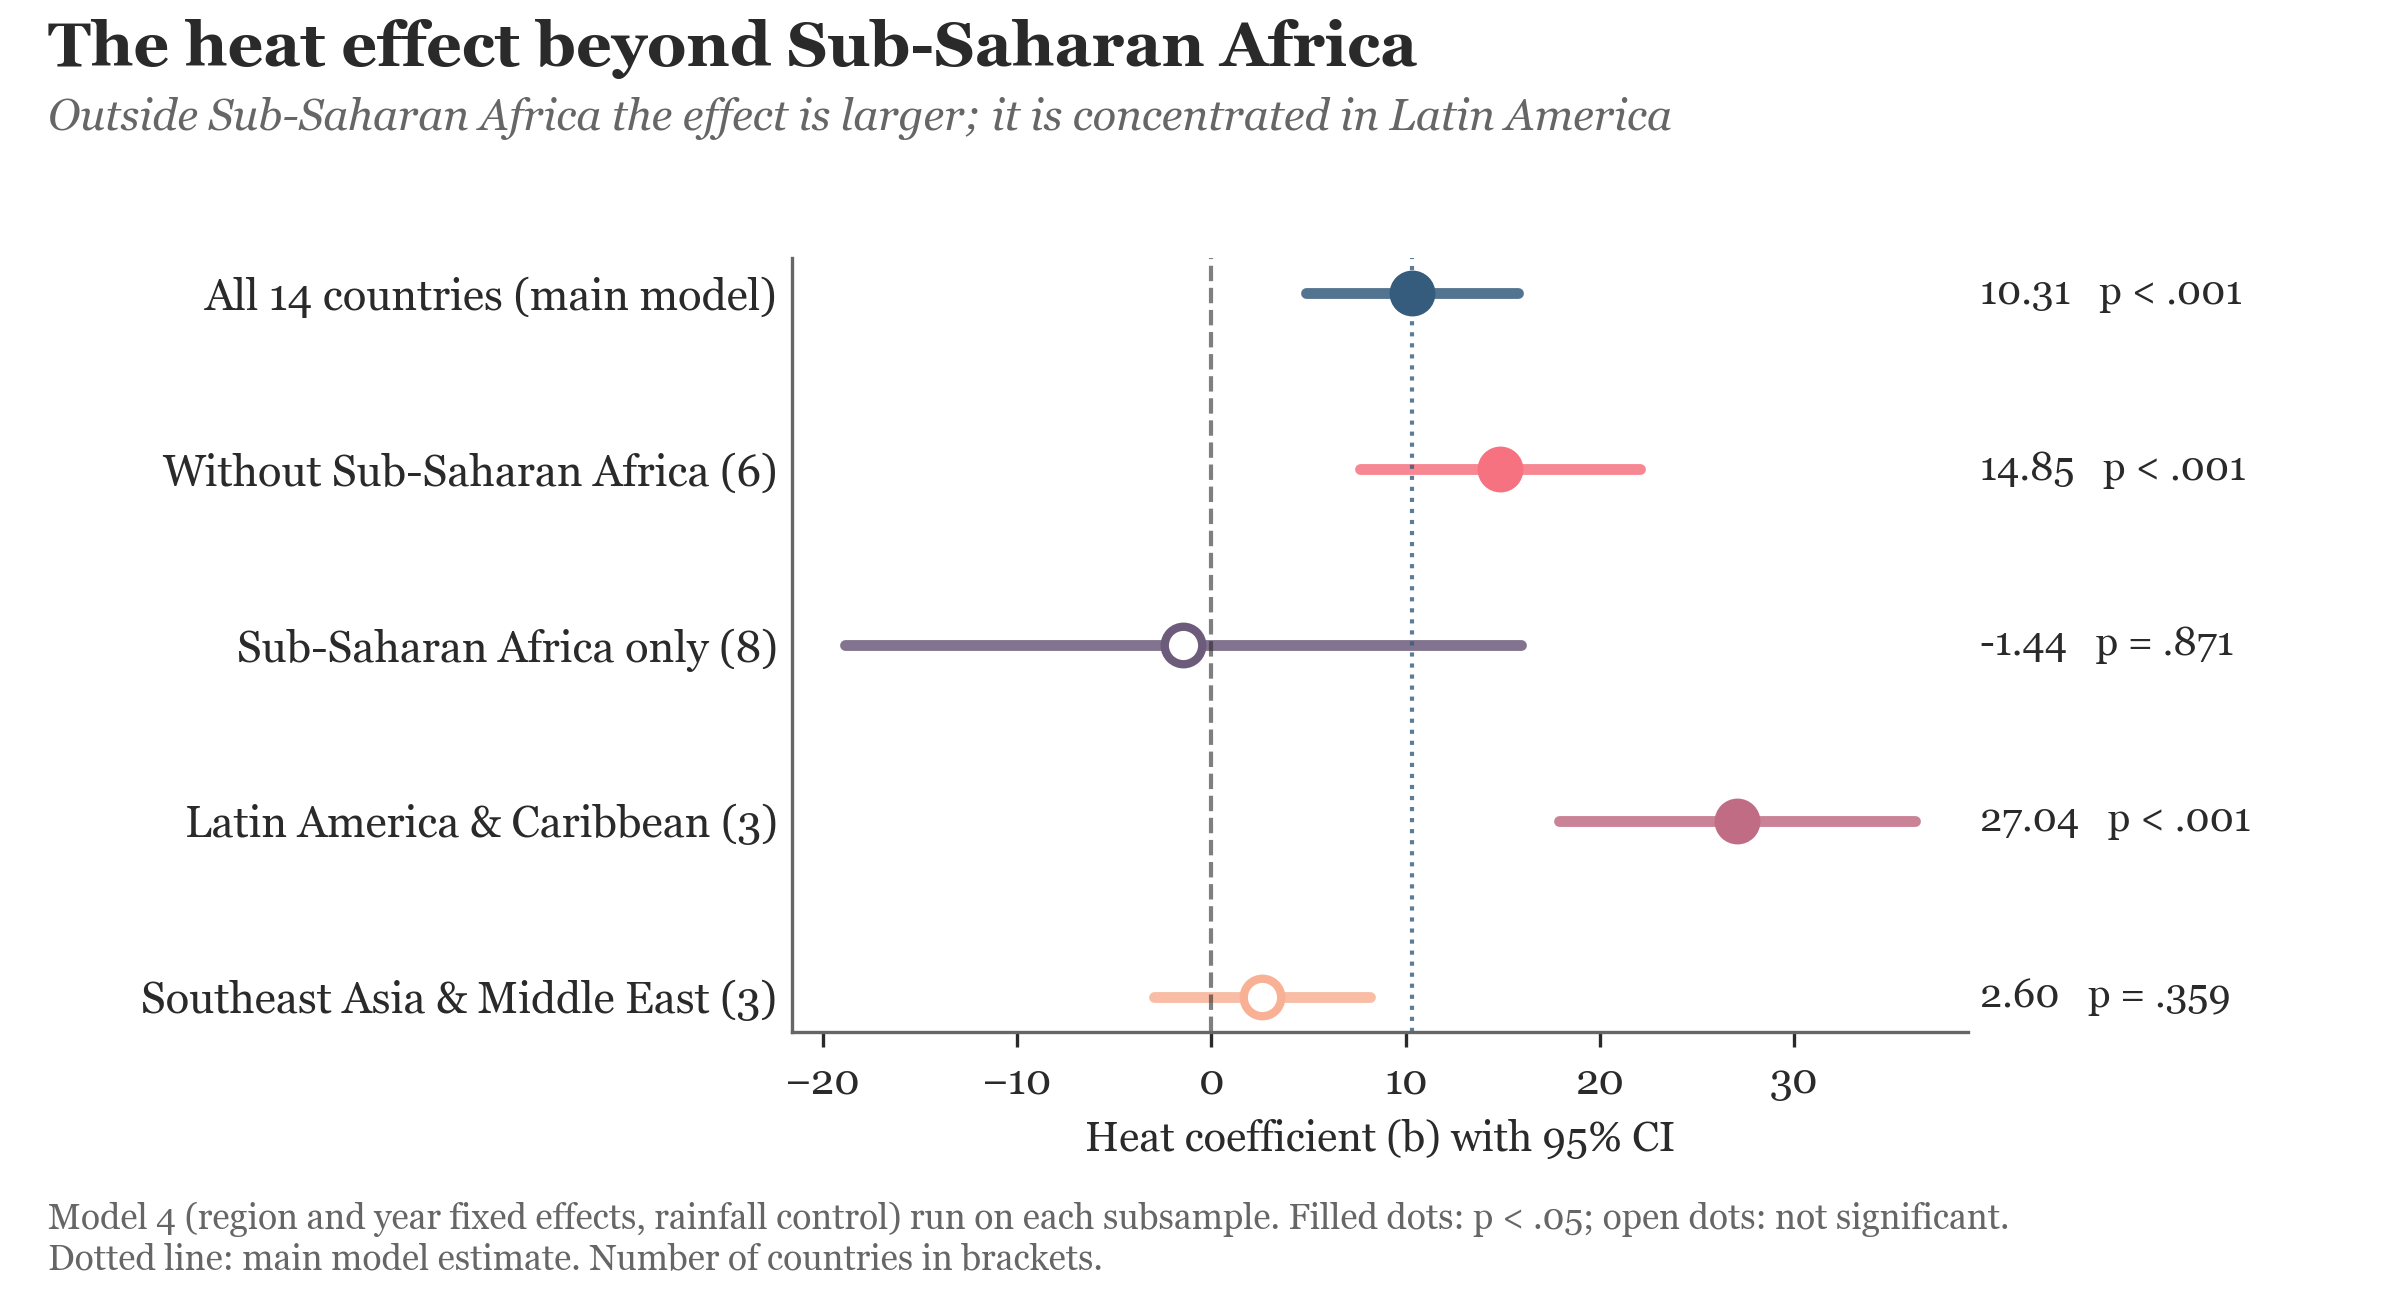 The heat effect beyond Sub-Saharan Africa
Outside Sub-Saharan Africa the effect is larger; it is concentrated in Latin America
All 14 countries (main model)
10.31 p < .001
Without Sub-Saharan Africa (6)
14.85 p < .001
Sub-Saharan Africa only (8)
-1.44 p = .871
Latin America & Caribbean (3)
27.04 p < .001
Southeast Asia & Middle East (3)
2.60 p = .359
−20 −10 0 10 20 30
Heat coefficient (b) with 95% CI
Model 4 (region and year fixed effects, rainfall control) run on each subsample. Filled dots: p < .05; open dots: not significant.
Dotted line: main model estimate. Number of countries in brackets.